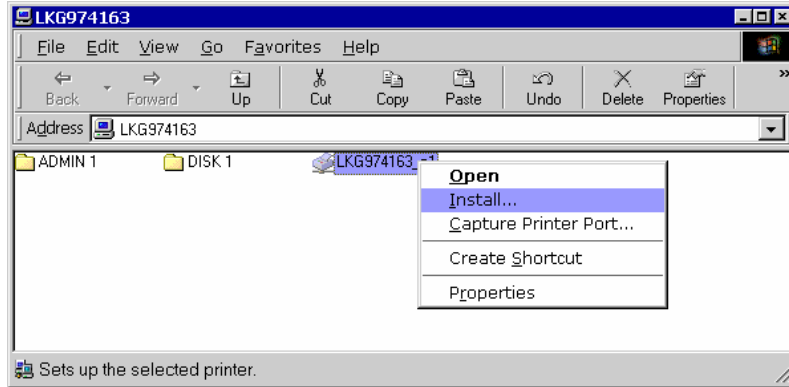 LKG974163
File Edit View Go Favorites Help
Back Forward Up Cut Copy Paste Undo Delete Properties »
Address LKG974163
ADMIN 1 DISK 1 LKG974163_
Open
Install...
Capture Printer Port...
Create Shortcut
Properties
Sets up the selected printer.